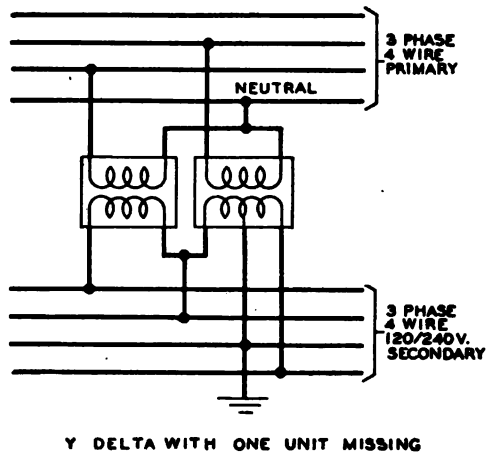 3 PHASE
4 WIRE
PRIMARY
NEUTRAL
3 PHASE
4 WIRE
120/240V.
SECONDARY
Y DELTA WITH ONE UNIT MISSING